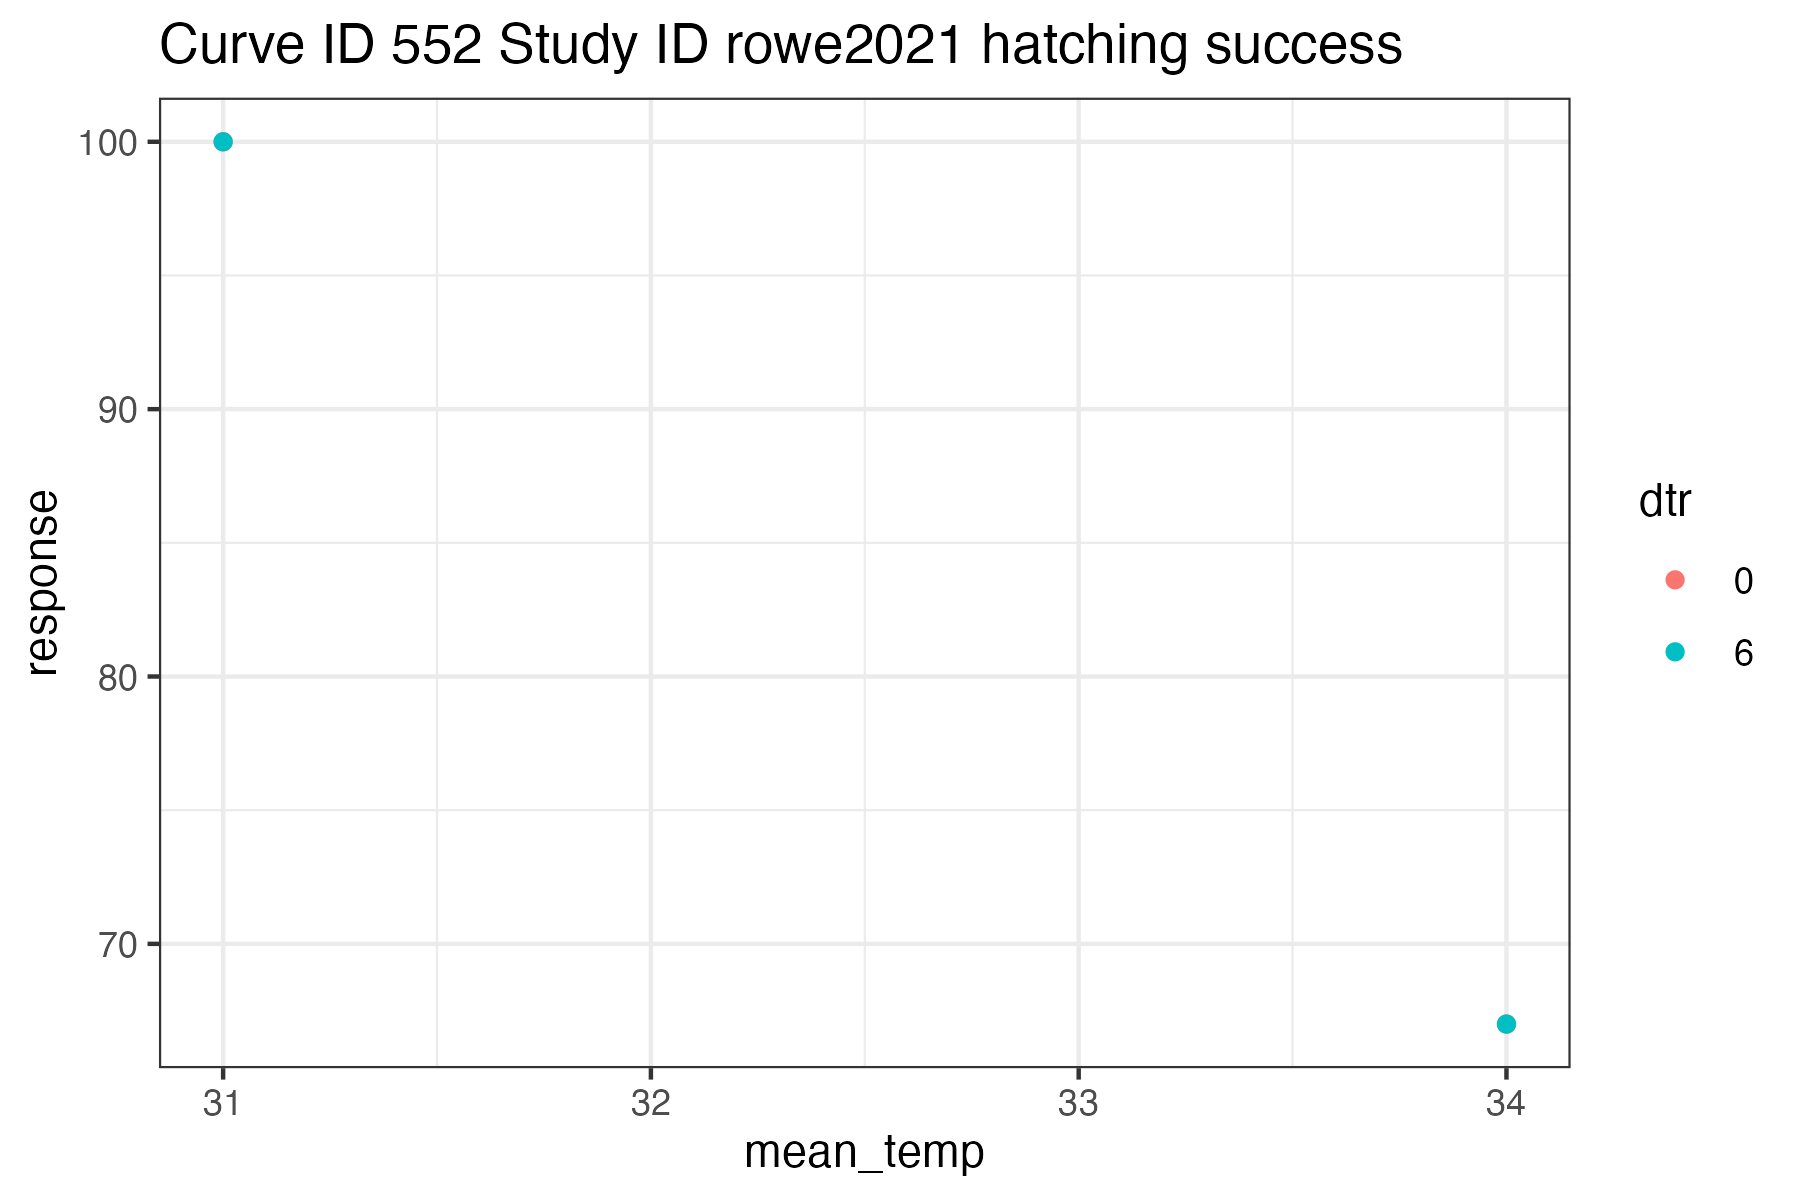 Curve ID 552 Study ID rowe2021 hatching success
100
90
80
70
response
31
32
33
34
mean_temp
dtr
0
6